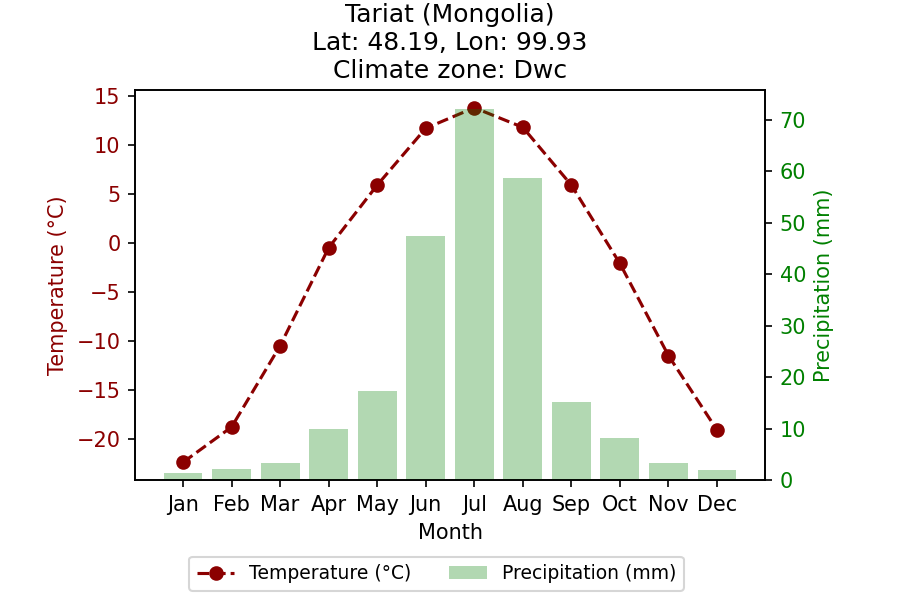 Tariat (Mongolia)
Lat: 48.19, Lon: 99.93
Climate zone: Dwc
15
10
5
0
−5
−10
−15
−20
Temperature (°C)
70
60
50
40
30
20
10
0
Precipitation (mm)
Jan Feb Mar Apr May Jun Jul Aug Sep Oct Nov Dec
Month
Temperature (°C) Precipitation (mm)